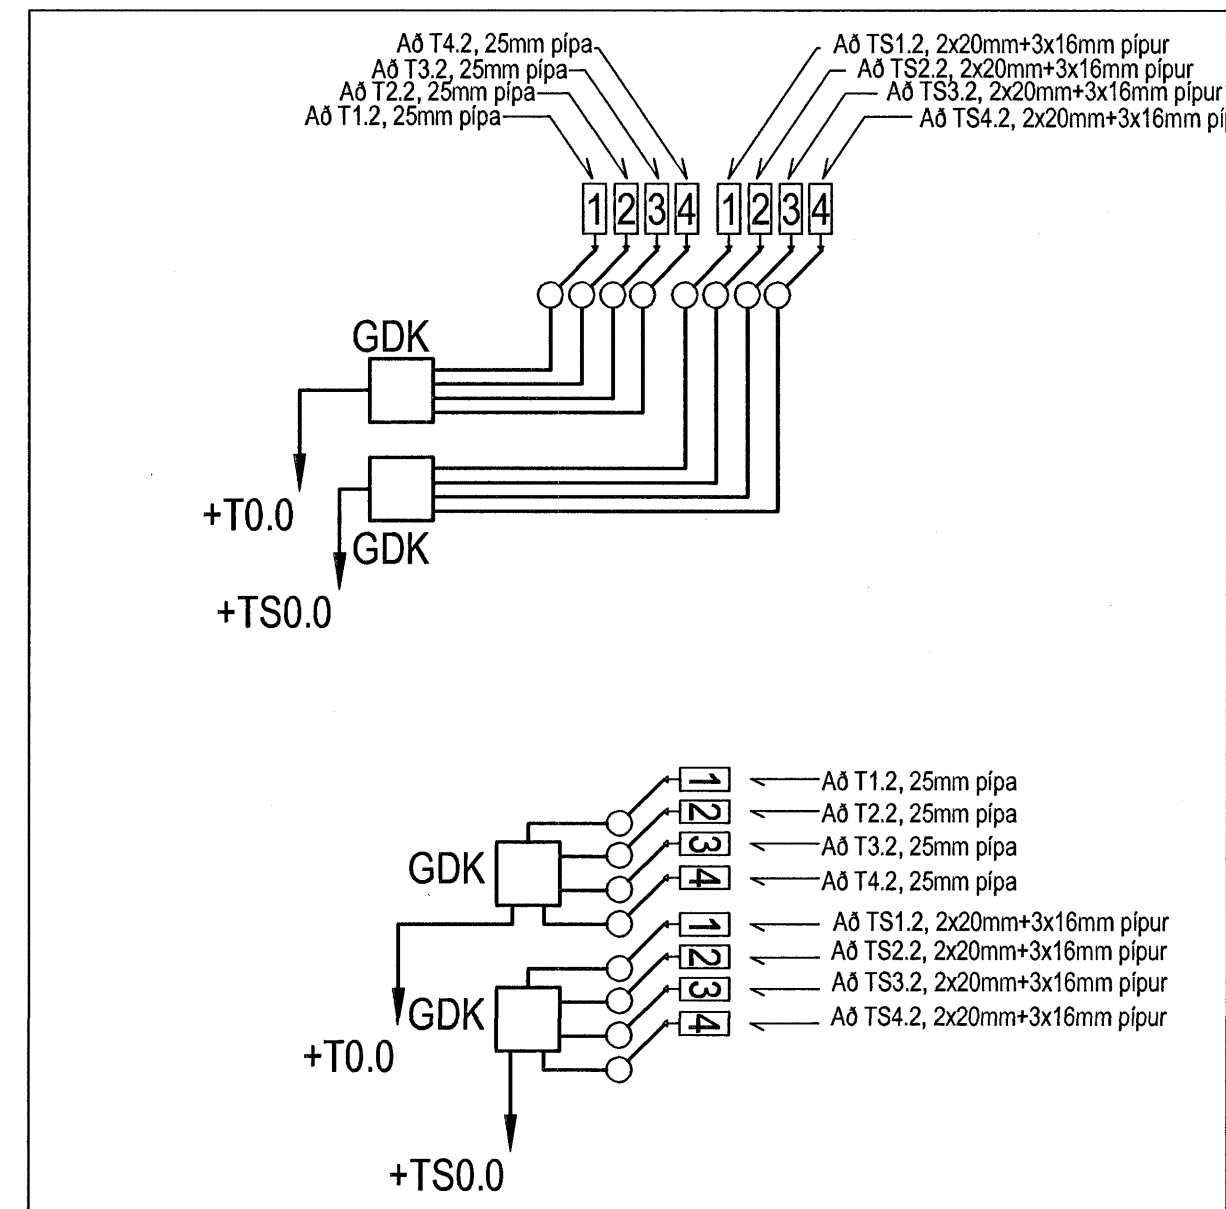 Að T4.2, 25mm pípa
Að T3.2, 25mm pípa
Að T2.2, 25mm pípa
Að T1.2, 25mm pípa
Að TS1.2, 2x20mm+3x16mm pípur
Að TS2.2, 2x20mm+3x16mm pípur
Að TS3.2, 2x20mm+3x16mm pípur
Að TS4.2, 2x20mm+3x16mm
1 2 3 4 1 2 3 4
GDK
+T0.0
GDK
+TS0.0
1 Að T1.2, 25mm pípa
2 Að T2.2, 25mm pípa
3 Að T3.2, 25mm pípa
4 Að T4.2, 25mm pípa
GDK
+T0.0
1 Að TS1.2, 2x20mm+3x16mm pípur
2 Að TS2.2, 2x20mm+3x16mm pípur
3 Að TS3.2, 2x20mm+3x16mm pípur
4 Að TS4.2, 2x20mm+3x16mm pípur
GDK
+TS0.0